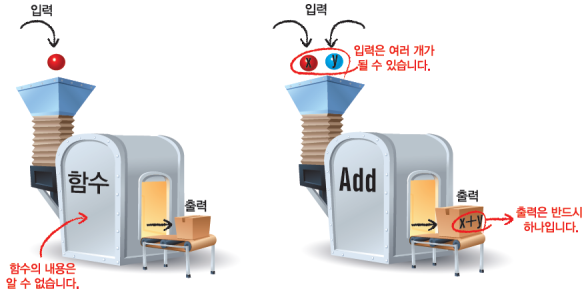 입력
함수
출력
함수의 내용은
알 수 없습니다.
입력
x y
입력은 여러 개가
될 수 있습니다.
Add
출력
x+y
출력은 반드시
하나입니다.